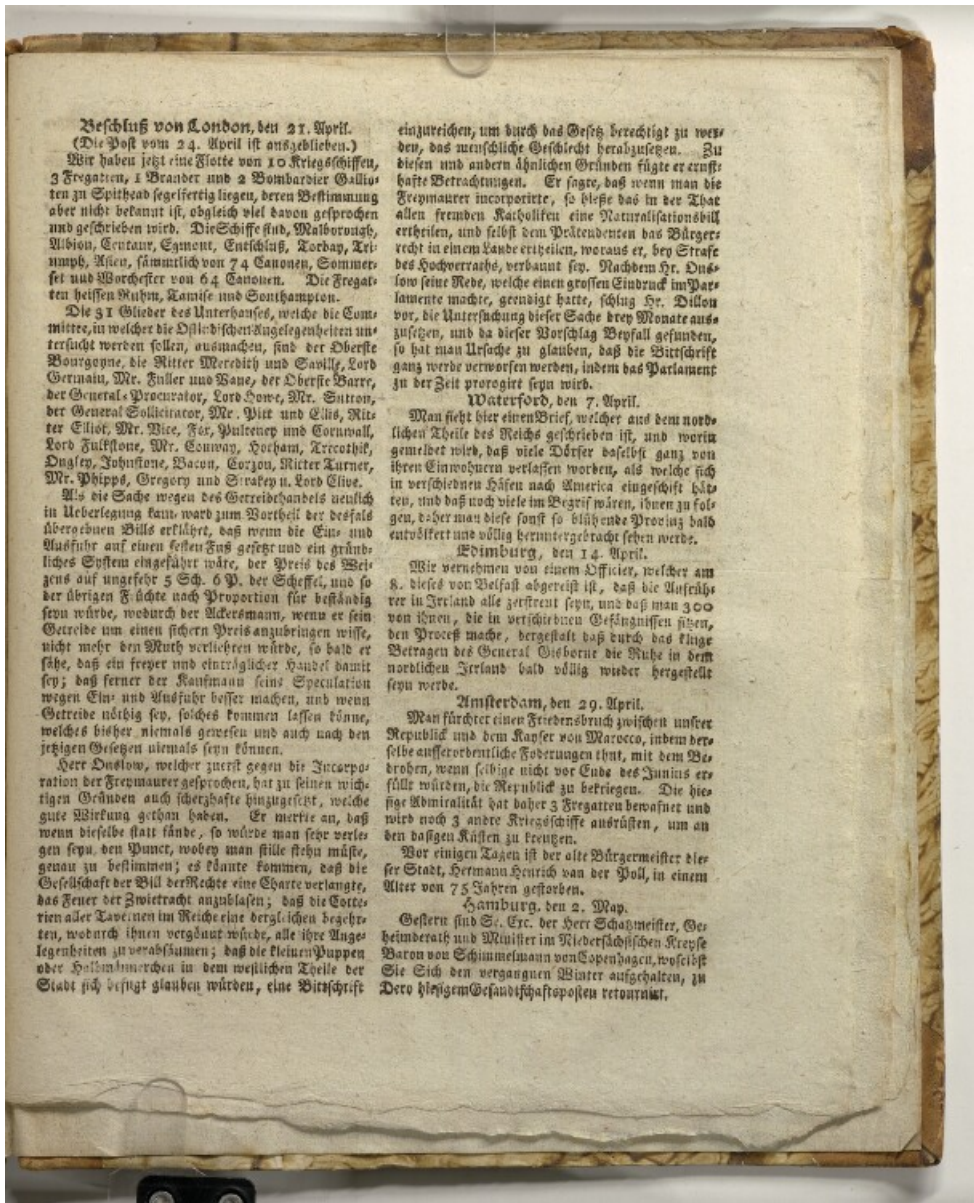 Beschluß von London, den 21. April.
(Die Post vom 24. April ist ausgeblieben.)
Wir haben jetzt eine Flotte von 10 Kriegsschiffen,
3 Fregatten, 1 Brander und 2 Bombardier Gallio-
ten zu Spithead segelfertig liegen, deren Bestimmung
aber nicht bekannt ist, obgleich viel davon gesprochen
und geschrieben wird. Die Schiffe sind, Malborough,
Albion, Centaur, Egmont, Entschluß, Torbay, Tri-
umph, Asien, sämmtlich von 74 Canonen, Sommer-
set und Worchester von 64 Canonen. Die Fregat-
ten heissen Ruhm, Tamise und Southampton.
Die 31 Glieder des Unterhauses, welche die Com-
mittee, in welcher die Ostindischen Angelegenheiten un-
tersucht werden sollen, ausmachen, sind der Oberste
Bourgoyne, die Ritter Meredith und Saville, Lord
Germain, Mr. Fuller und Vane, der Oberste Barre,
der General-Procurator, Lord Howe, Mr. Sutton,
der General Sollicitator, Mr. Pitt und Ellis, Rit-
ter Elliot, Mr. Vice, Fox, Pulteney und Cornwall,
Lord Fulkstone, Mr. Conway, Hotham, Trecothik,
Ongley, Johnstone, Bacon, Corzon, Ritter Turner,
Mr. Phipps, Gregory und Strakey u. Lord Clive.
Als die Sache wegen des Getreidehandels neulich
in Ueberlegung kam, ward zum Vortheil der desfals
übergebnen Bills erklährt, daß wenn die Ein- und
Ausfuhr auf einen festen Fuß gesetzt und ein gründ-
liches System eingeführt wäre, der Preis des Wei-
zens auf ungefehr 5 Sch. 6 P. der Scheffel, und so
der übrigen Früchte nach Proportion für beständig
seyn würde, wodurch der Ackersmann, wenn er sein
Getreide um einen sichern Preis anzubringen wisse,
nicht mehr den Muth verliehren würde, so bald er
sähe, daß ein freyer und einträglicher Handel damit
sey; daß ferner der Kaufmann seine Speculation
wegen Ein- und Ausfuhr besser machen, und wenn
Getreide nöthig sey, solches kommen lassen könne,
welches bisher niemals gewesen und auch nach den
jetzigen Gesetzen niemals seyn können.
Herr Onslow, welcher zuerst gegen die Incorpo-
ration der Freymaurer gesprochen, hat zu seinen wich-
tigen Gründen auch scherzhafte hinzugesetzt, welche
gute Wirkung gethan haben. Er merkte an, daß
wenn dieselbe statt fände, so würde man sehr verle-
gen seyn, den Punct, wobey man stille stehn müste,
genau zu bestimmen; es könnte kommen, daß die
Gesellschaft der Bill der Rechte eine Charte verlangte,
das Feuer der Zwietracht anzublasen; daß die Cotte-
rien aller Tavernen im Reiche eine dergleichen begehr-
ten, wodurch ihnen vergönnt würde, alle ihre Ange-
legenheiten zu verabsäumen; daß die kleinen Puppen
oder Halbmännerchen in dem westlichen Theile der
Stadt sich befugt glauben würden, eine Bittschrift
einzureichen, um durch das Gesetz berechtigt zu wer-
den, das menschliche Geschlecht herabzusetzen. Zu
diesen und andern ähnlichen Gründen fügte er ernst-
hafte Betrachtungen. Er sagte, daß wenn man die
Freymaurer incorporirte, so hieße das in der That
allen fremden Katholiken eine Naturalisationsbill
ertheilen, und selbst dem Prätendenten das Bürger-
recht in einem Lande ertheilen, woraus er, bey Strafe
des Hochverraths, verbannt sey. Nachdem Hr. Ons-
low seine Rede, welche einen grossen Eindruck im Par-
lamente machte, geendigt hatte, schlug Hr. Dillon
vor, die Untersuchung dieser Sache drey Monate aus-
zusetzen, und da dieser Vorschlag Beyfall gefunden,
so hat man Ursache zu glauben, daß die Bittschrift
ganz werde verworfen werden, indem das Parlament
zu der Zeit prorogirt seyn wird.
Waterford, den 7. April.
Man sieht hier einen Brief, welcher aus dem nord-
lichen Theile des Reichs geschrieben ist, und worin
gemeldet wird, daß viele Dörfer daselbst ganz von
ihren Einwohnern verlassen worden, als welche sich
in verschiednen Häfen nach America eingeschift hät-
ten, und daß noch viele im Begrif wären, ihnen zu fol-
gen, daher man diese sonst so blühende Provinz bald
entvölkert und völlig heruntergebracht sehen werde.
Edimburg, den 14. April.
Wir vernehmen von einem Officier, welcher am
8. dieses von Belfast abgereist ist, daß die Aufrüh-
rer in Irrland alle zerstreut seyn, und daß man 300
von ihnen, die in verschiednen Gefängnissen sitzen,
den Proceß mache, dergestalt daß durch das kluge
Betragen des General Gisborne die Ruhe in dem
nordlichen Irrland bald völlig wieder hergestellt
seyn werde.
Amsterdam, den 29. April.
Man fürchtet einen Friedensbruch zwischen unsrer
Republick und dem Kayser von Marocco, indem der-
selbe ausserordentliche Foderungen thut, mit dem Be-
drohen, wenn selbige nicht vor Ende des Junius er-
füllt würden, die Republick zu bekriegen. Die hie-
sige Admiralität hat daher 3 Fregatten bewafnet und
wird noch 3 andre Kriegsschiffe ausrüsten, um an
den dasigen Küsten zu kreutzen.
Vor einigen Tagen ist der alte Bürgermeister die-
ser Stadt, Hermann Henrich van der Poll, in einem
Alter von 75 Jahren gestorben.
Hamburg, den 2. May.
Gestern sind Se. Exc. der Herr Schatzmeister, Ge-
heimderath und Minister im Niedersächsischen Kreyse
Baron von Schimmelmann von Copenhagen, woselbst
Sie Sich den vergangnen Winter aufgehalten, zu
Dero hiesigem Gesandtschaftsposten retournirt.